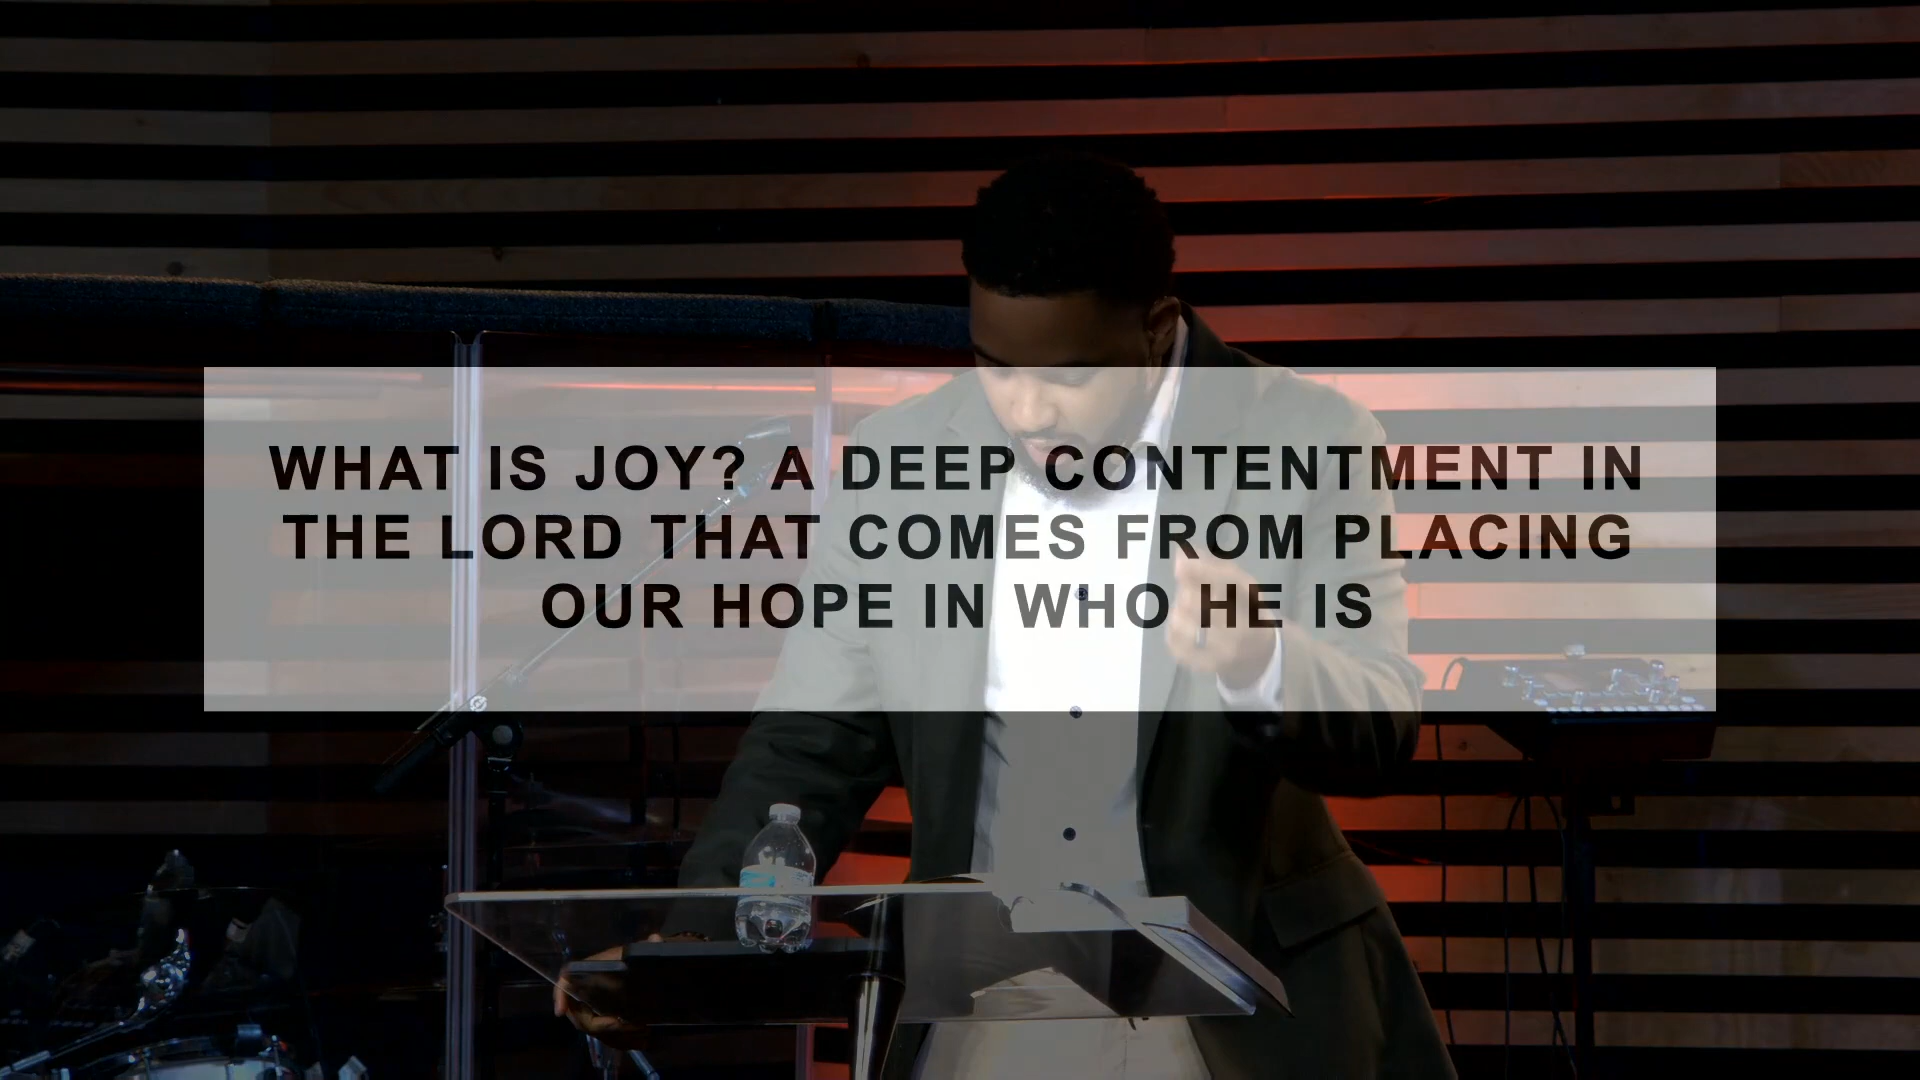 WHAT IS JOY? A DEEP CONTENTMENT IN
THE LORD THAT COMES FROM PLACING
OUR HOPE IN WHO HE IS